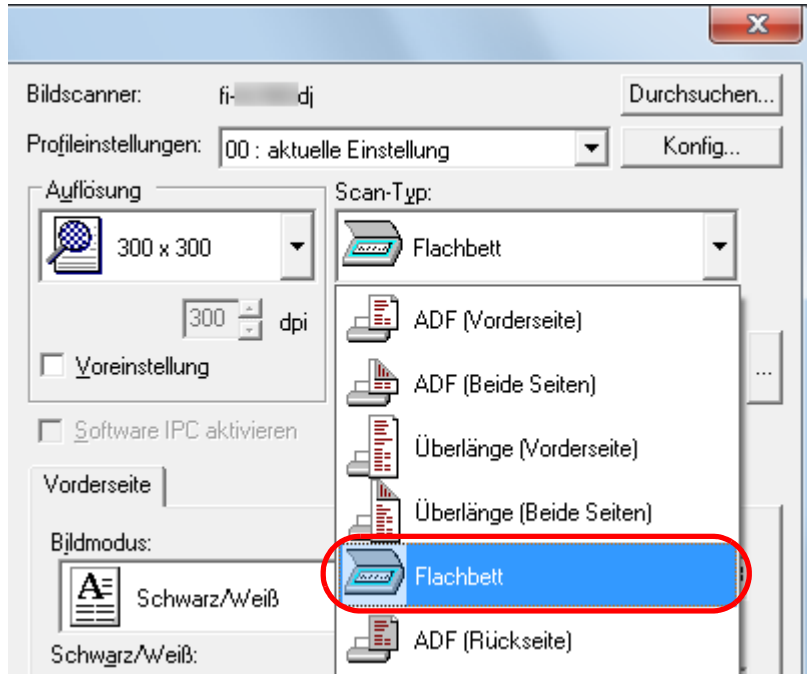 X
Bildscanner: fi- dj Durchsuchen...
Profileinstellungen: 00 : aktuelle Einstellung Konfig...
Auflösung
Scan-Typ:
300 x 300
Flachbett
300 dpi
ADF (Vorderseite)
Voreinstellung
ADF (Beide Seiten)
...
Software IPC aktivieren
Überlänge (Vorderseite)
Vorderseite
Überlänge (Beide Seiten)
Bildmodus:
Flachbett
Schwarz/Weiß
ADF (Rückseite)
Schwarz/Weiß: